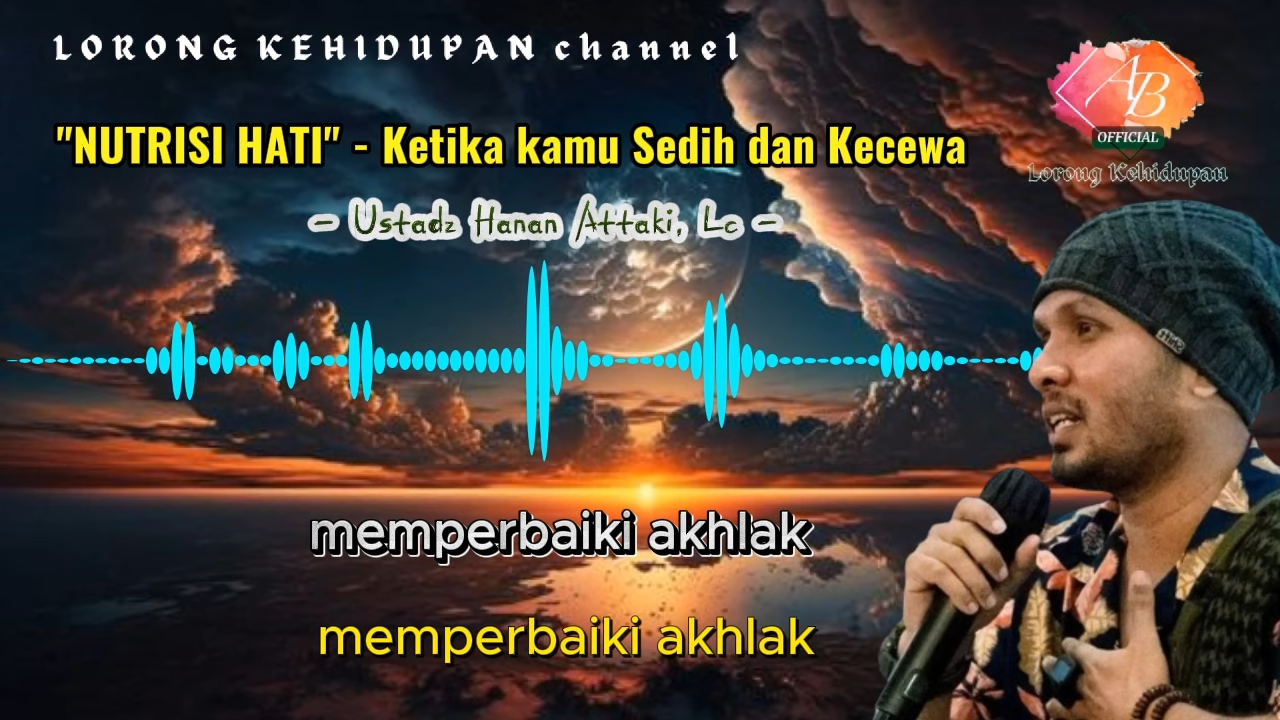 LORONG KEHIDUPAN channel
AB
OFFICIAL
Lorong Kehidupan
"NUTRISI HATI" - Ketika kamu Sedih dan Kecewa
- Ustadz Hanan Attaki, Lc -
memperbaiki akhlak
memperbaiki akhlak